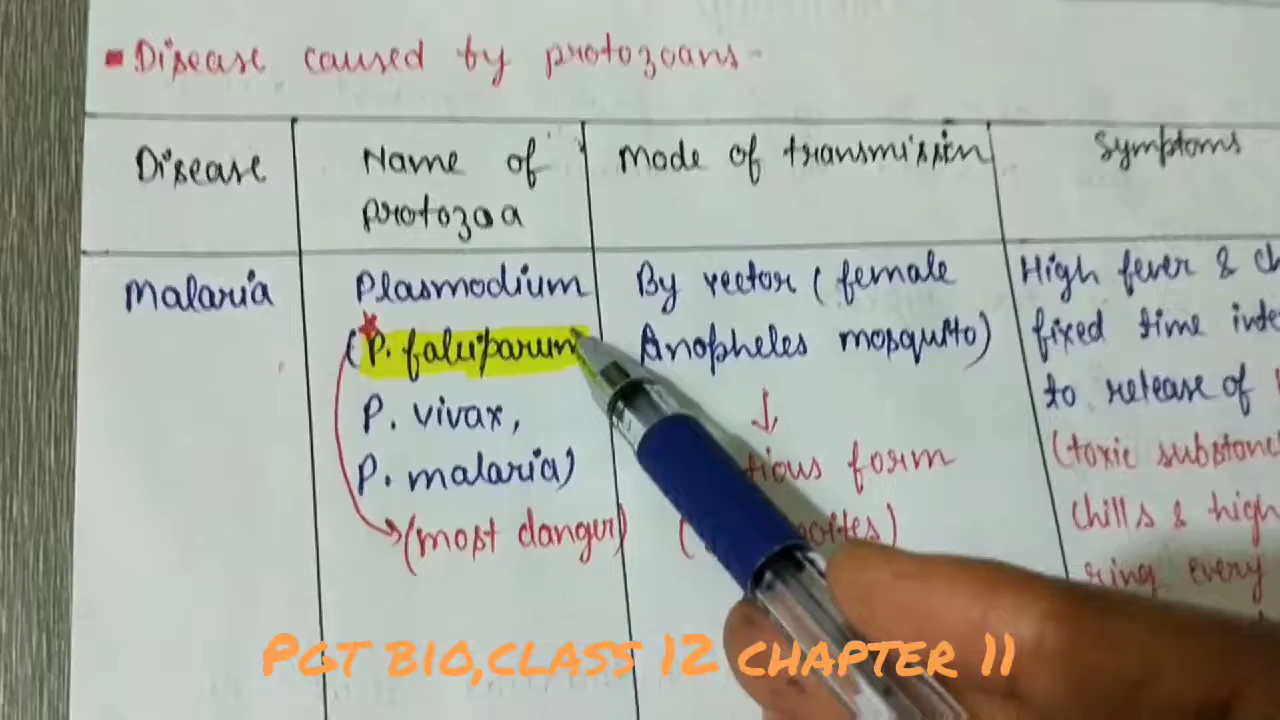 Disease caused by protozoans-
Disease
Name of
protozoa
Mode of transmission
Symptoms
Malaria
Plasmodium
(P. falciparum
P. vivax,
P. malaria)
(most danger)
By vector (female
Anopheles mosquito)
form
High fever &
fixed time
to release of
(toxic
chills & high
ring every
PGT BIO,CLASS 12 CHAPTER 11